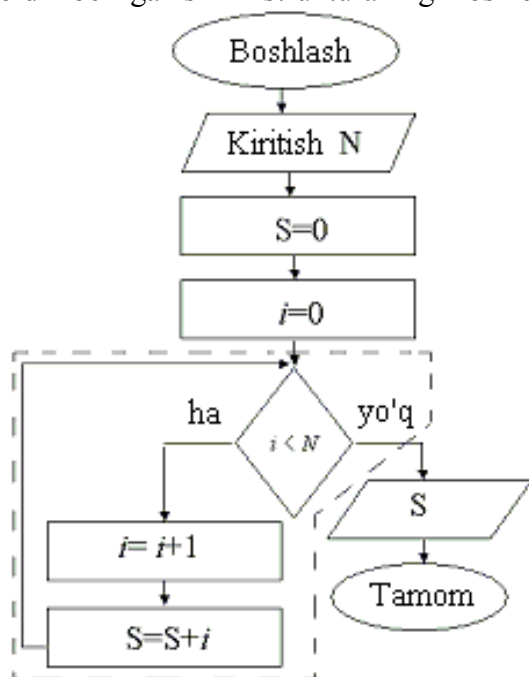 Boshlash
Kiritish N
S=0
i=0
ha
yo'q
i < N
S
i= i+1
Tamom
S=S+i